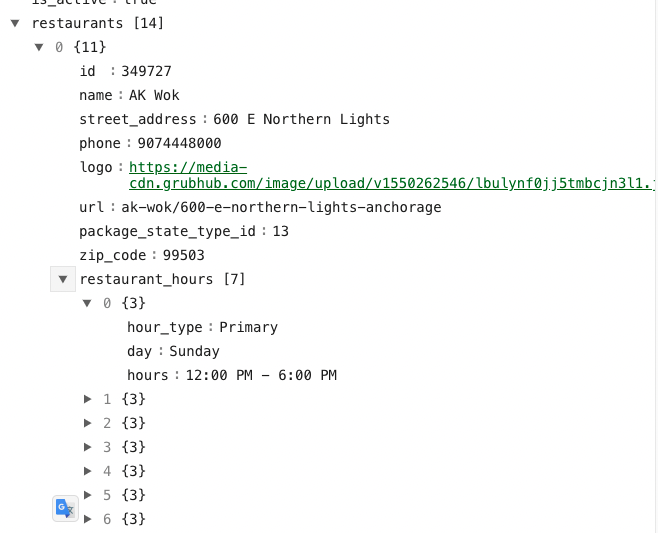 is_active : true
▼ restaurants [14]
▼ 0 {11}
id : 349727
name : AK Wok
street_address : 600 E Northern Lights
phone : 9074448000
logo : https://media-
cdn.grubhub.com/image/upload/v1550262546/lbulynf0jj5tmbcjn3l1.j
url : ak-wok/600-e-northern-lights-anchorage
package_state_type_id : 13
zip_code : 99503
▼ restaurant_hours [7]
▼ 0 {3}
hour_type : Primary
day : Sunday
hours : 12:00 PM – 6:00 PM
▶ 1 {3}
▶ 2 {3}
▶ 3 {3}
▶ 4 {3}
▶ 5 {3}
▶ 6 {3}